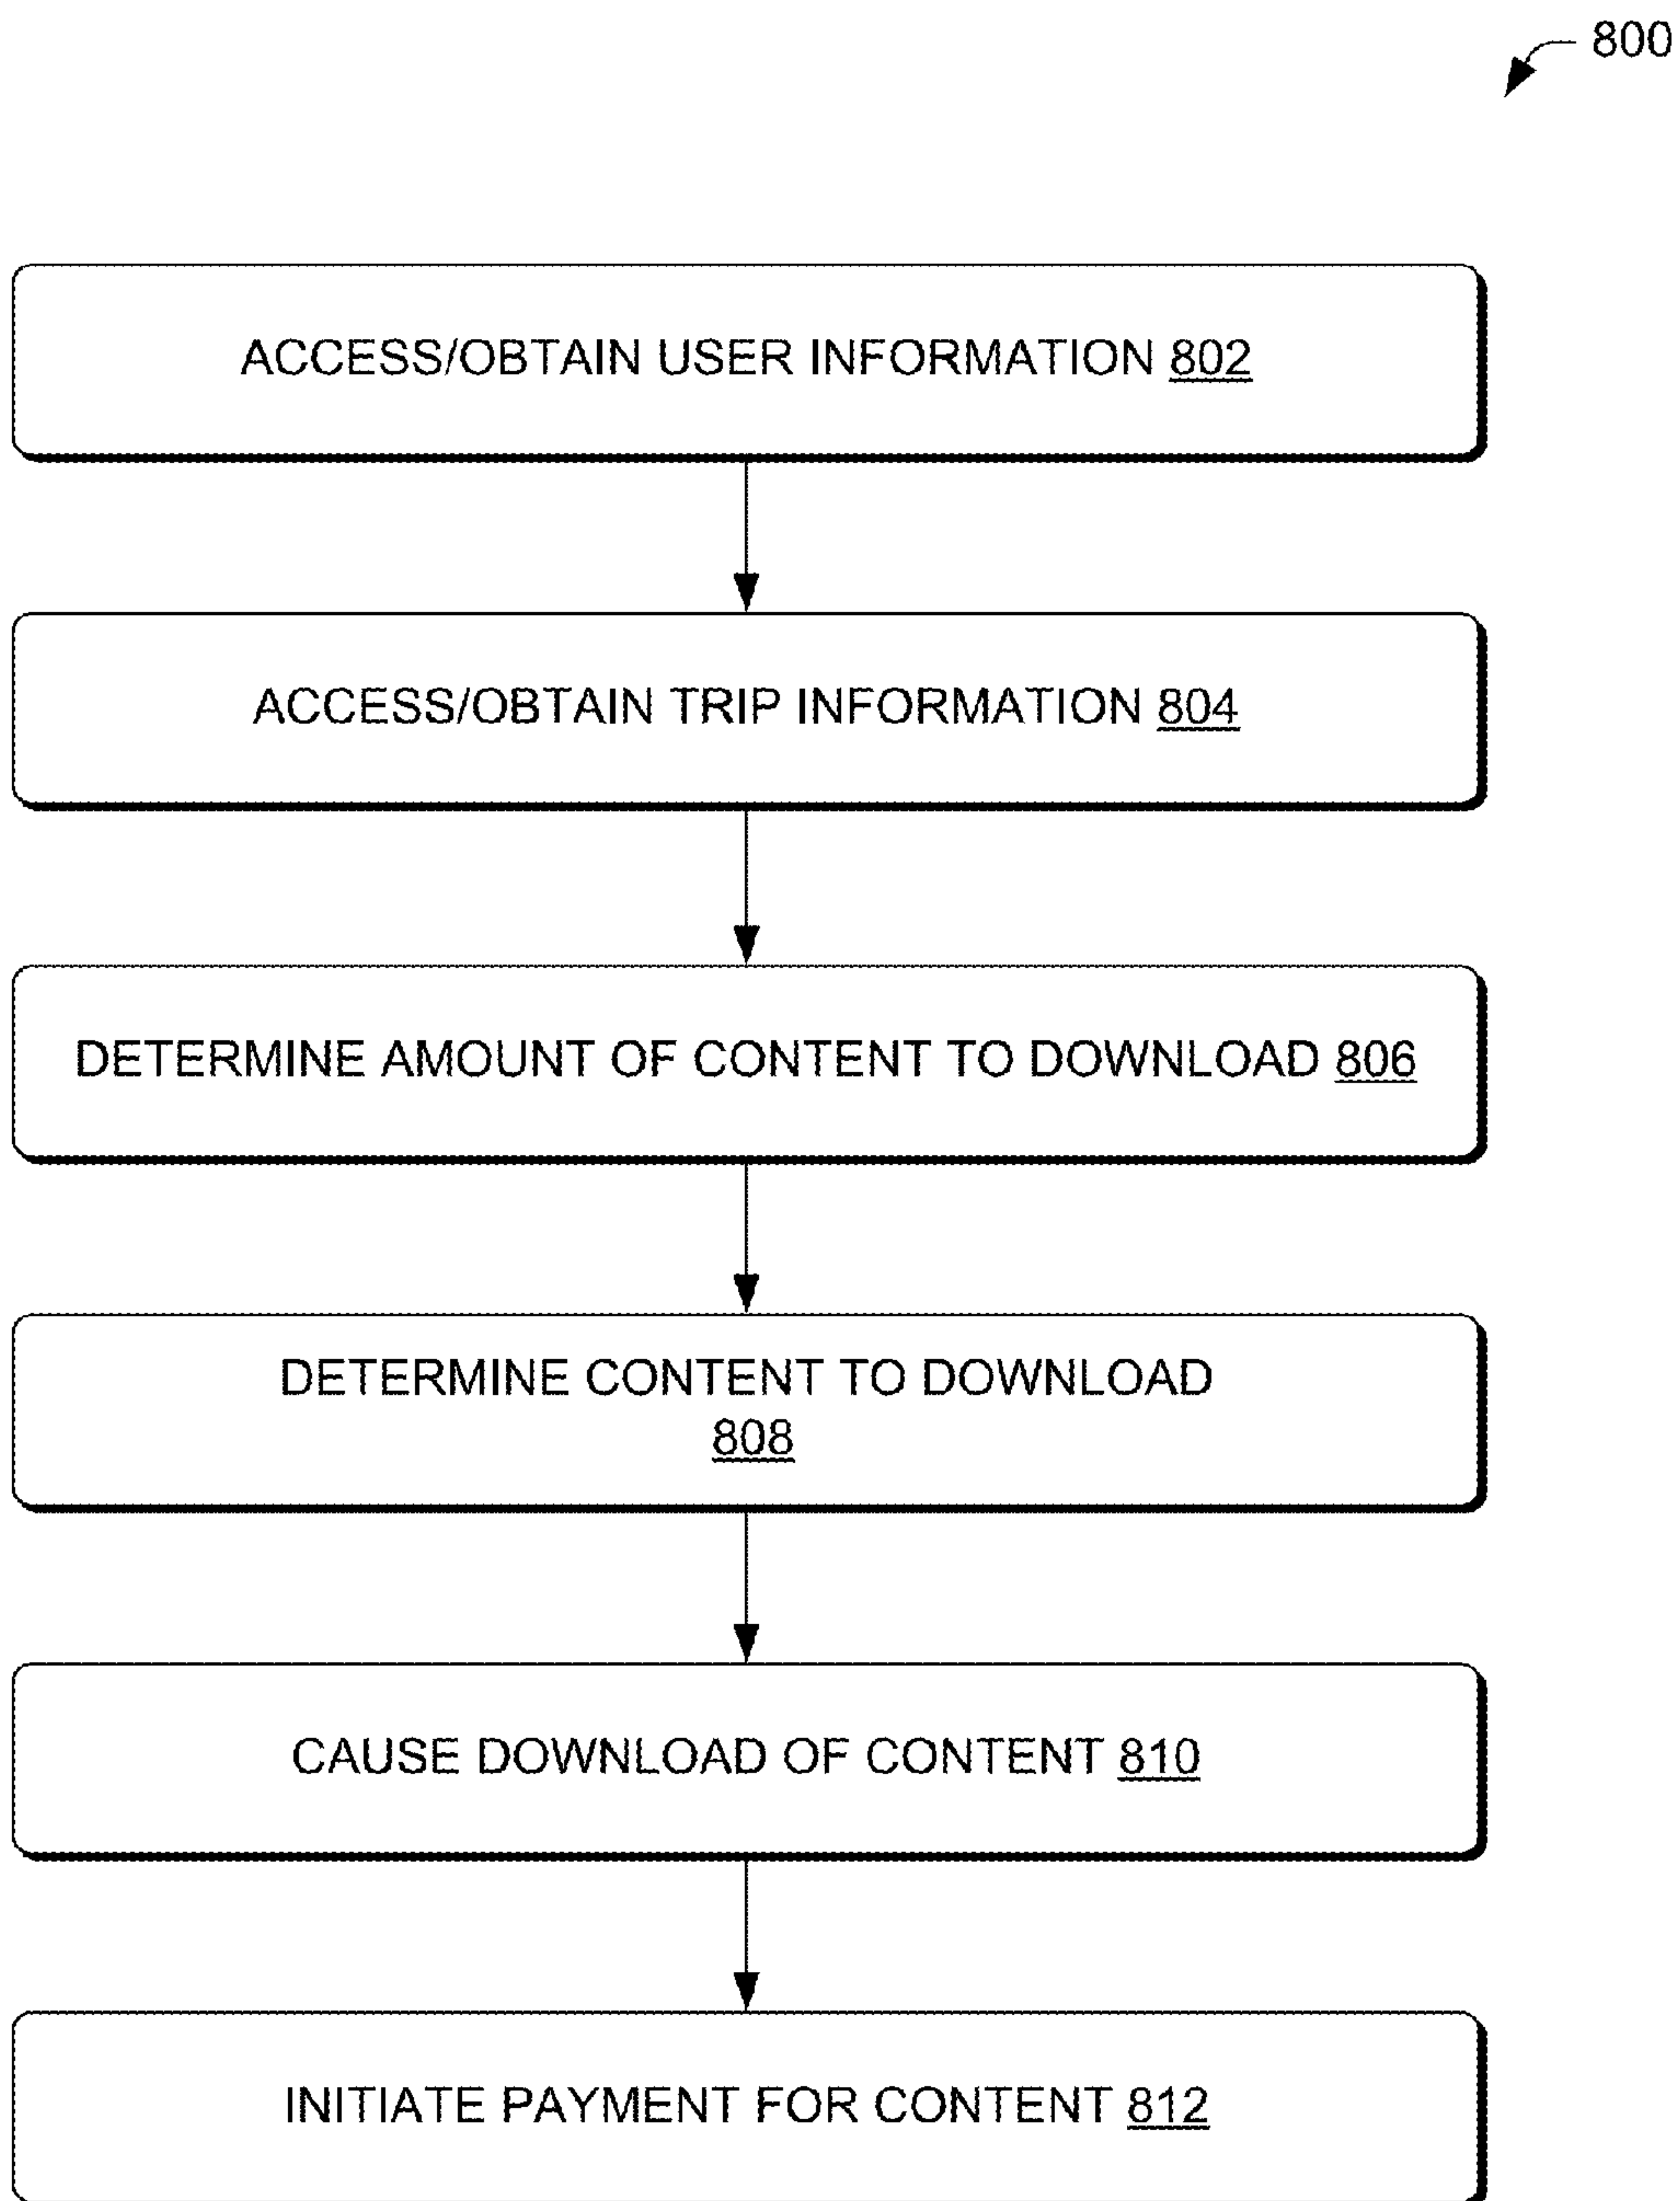 800
ACCESS/OBTAIN USER INFORMATION 802
ACCESS/OBTAIN TRIP INFORMATION 804
DETERMINE AMOUNT OF CONTENT TO DOWNLOAD 806
DETERMINE CONTENT TO DOWNLOAD
808
CAUSE DOWNLOAD OF CONTENT 810
INITIATE PAYMENT FOR CONTENT 812